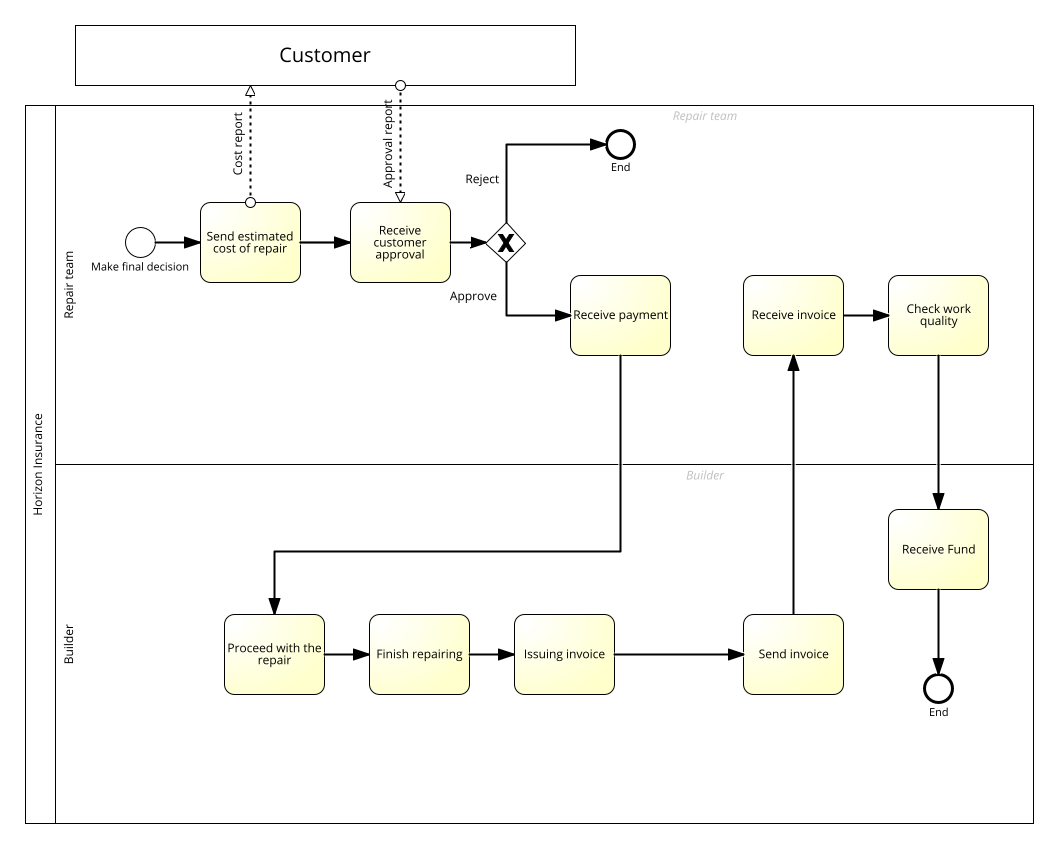 Customer
Cost report
Approval report
Repair team
Reject
End
Send estimated
cost of repair
Receive
customer
approval
Make final decision
Approve
Repair team
Receive payment
Receive invoice
Check work
quality
Horizon Insurance
Builder
Receive Fund
Builder
Proceed with the
repair
Finish repairing
Issuing invoice
Send invoice
End